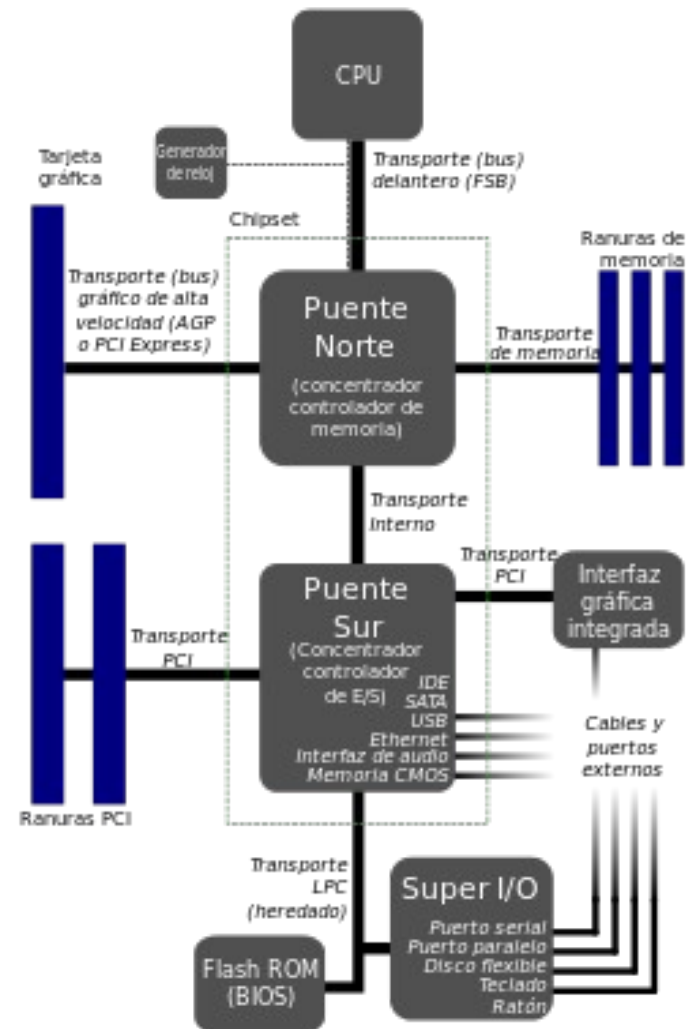 CPU
Generador
de reloj
Transporte (bus)
delantero (FSB)
Tarjeta
gráfica
Chipset
Ranuras de
memoria
Transporte (bus)
gráfico de alta
velocidad (AGP
o PCI Express)
Puente
Norte
(concentrador
controlador de
memoria)
Transporte
de memoria
Transporte
Interno
Transporte
PCI
Interfaz
gráfica
integrada
Puente
Sur
(Concentrador
controlador
de E/S)
IDE
SATA
USB
Ethernet
Interfaz de audio
Memoria CMOS
Transporte
PCI
Ranuras PCI
Cables y
puertos
externos
Transporte
LPC
(heredado)
Super I/O
Puerto serial
Puerto paralelo
Disco flexible
Teclado
Ratón
Flash ROM
(BIOS)